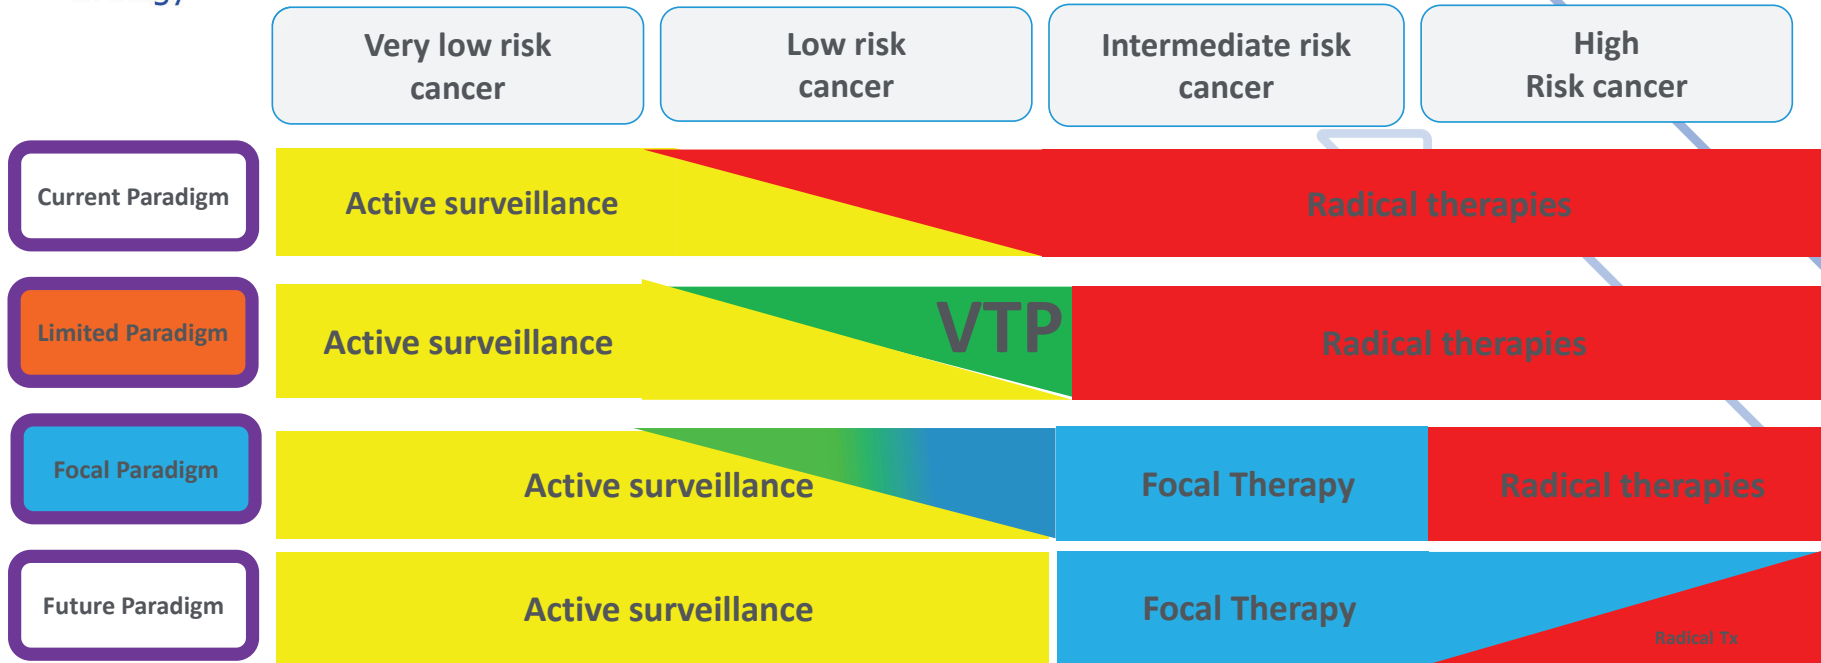 Very low risk
cancer
Low risk
cancer
Intermediate risk
cancer
High
Risk cancer
Current Paradigm
Active surveillance
Radical therapies
Limited Paradigm
Active surveillance
VTP
Radical therapies
Focal Paradigm
Active surveillance
Focal Therapy
Radical therapies
Future Paradigm
Active surveillance
Focal Therapy
Radical Tx